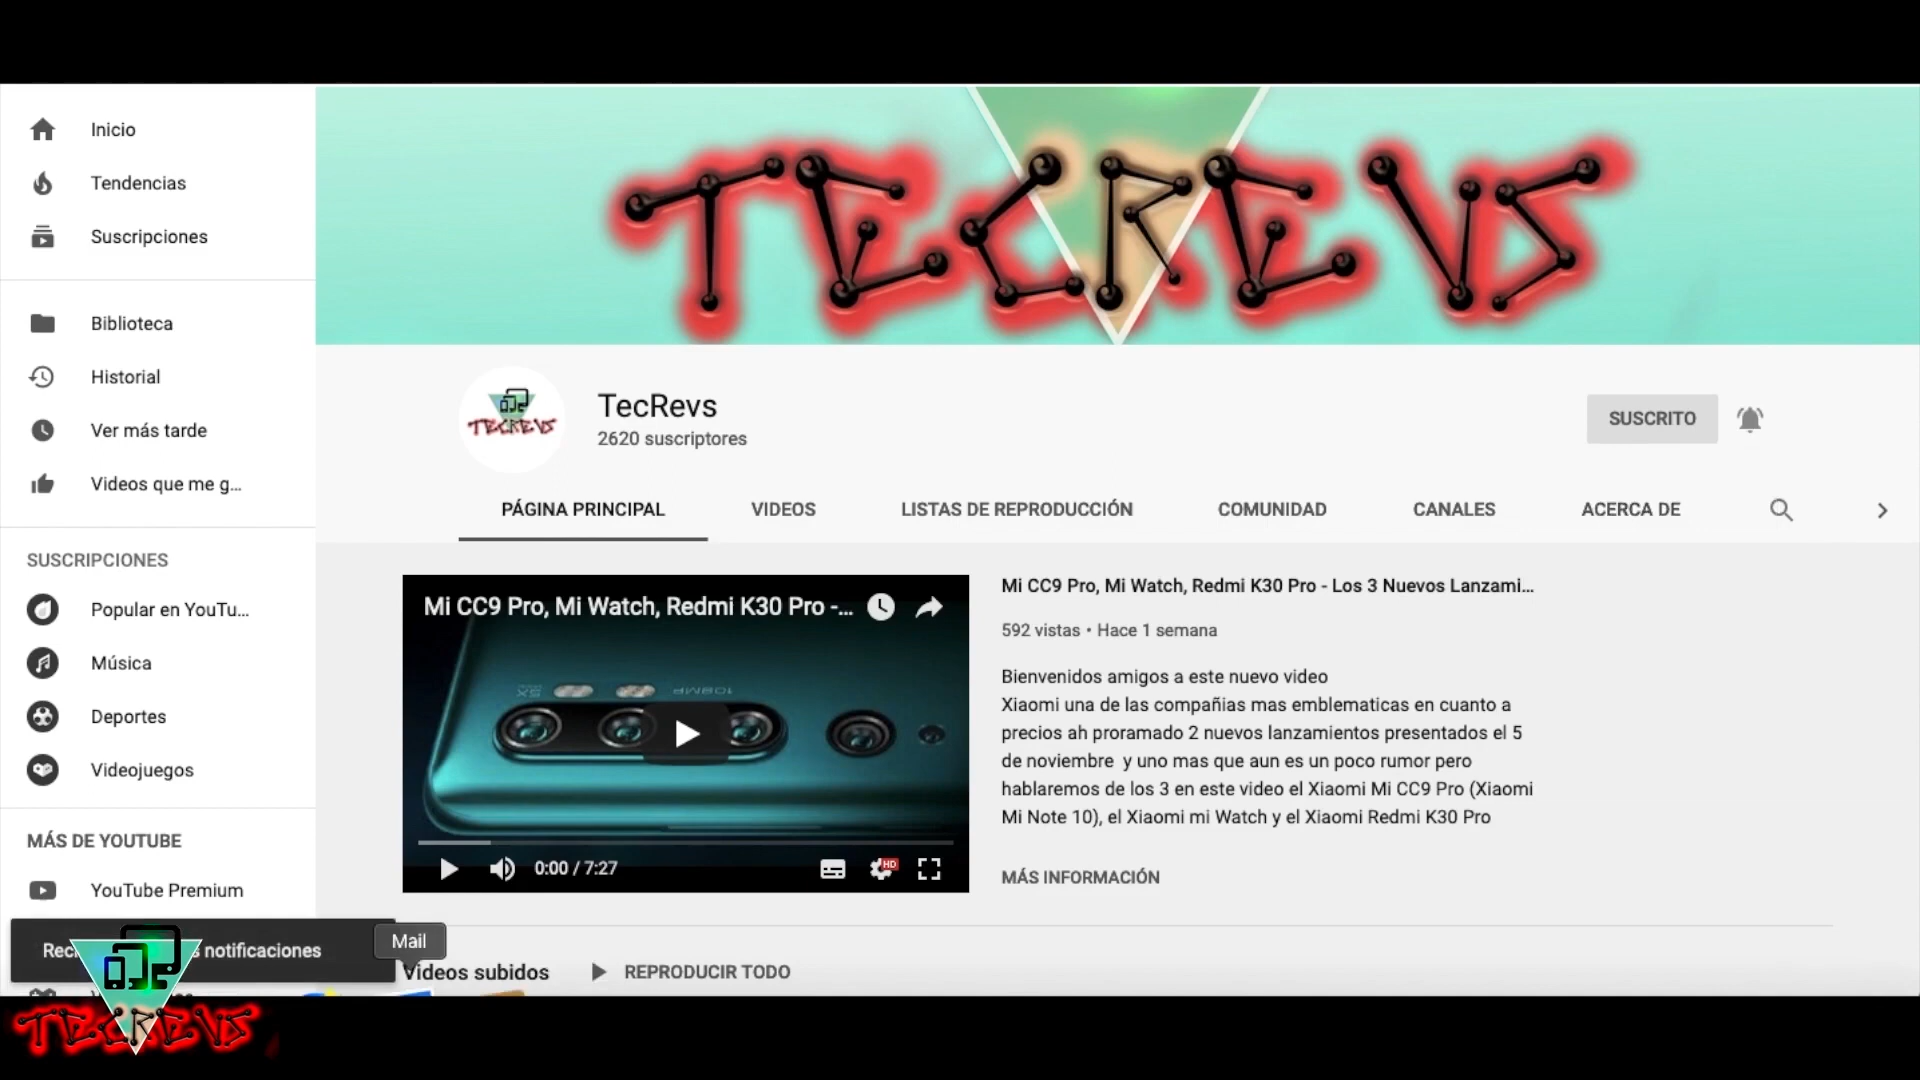 TECREVS
Inicio
Tendencias
Suscripciones
Biblioteca
Historial
Ver más tarde
Videos que me g...
SUSCRIPCIONES
Popular en YouTu...
Música
Deportes
Videojuegos
MÁS DE YOUTUBE
YouTube Premium
notificaciones
Mail
TECREVS
TECREVS
TecRevs
2620 suscriptores
SUSCRITO
PÁGINA PRINCIPAL
VIDEOS
LISTAS DE REPRODUCCIÓN
COMUNIDAD
CANALES
ACERCA DE
Mi CC9 Pro, Mi Watch, Redmi K30 Pro -...
5X
108MP
0:00 / 7:27
HD
Mi CC9 Pro, Mi Watch, Redmi K30 Pro - Los 3 Nuevos Lanzami...
592 vistas • Hace 1 semana
Bienvenidos amigos a este nuevo video
Xiaomi una de las compañias mas emblematicas en cuanto a
precios ah proramado 2 nuevos lanzamientos presentados el 5
de noviembre y uno mas que aun es un poco rumor pero
hablaremos de los 3 en este video el Xiaomi Mi CC9 Pro (Xiaomi
Mi Note 10), el Xiaomi mi Watch y el Xiaomi Redmi K30 Pro
MÁS INFORMACIÓN
Videos subidos
REPRODUCIR TODO